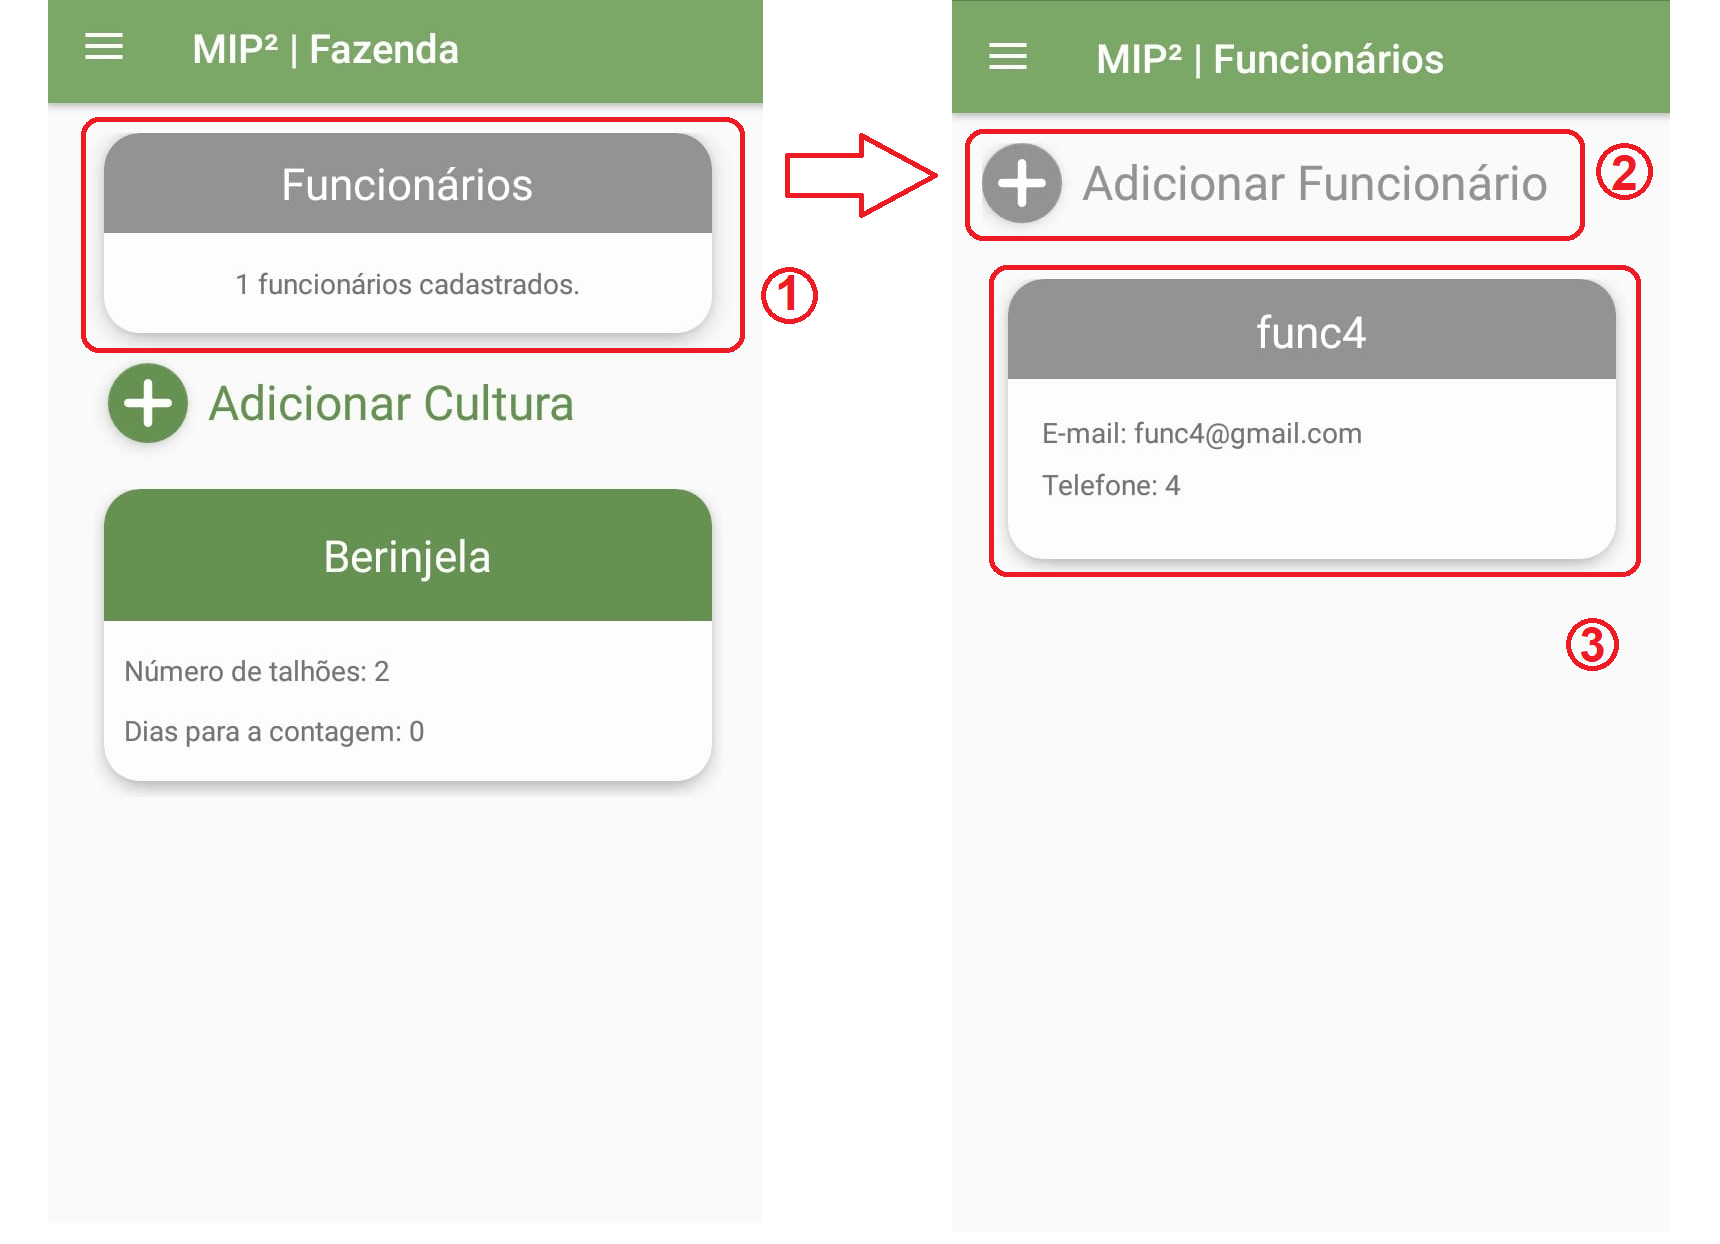 MIP² | Fazenda
Funcionários
1 funcionários cadastrados.
1
Adicionar Cultura
Berinjela
Número de talhões: 2
Dias para a contagem: 0
MIP² | Funcionários
Adicionar Funcionário
2
func4
E-mail: func4@gmail.com
Telefone: 4
3